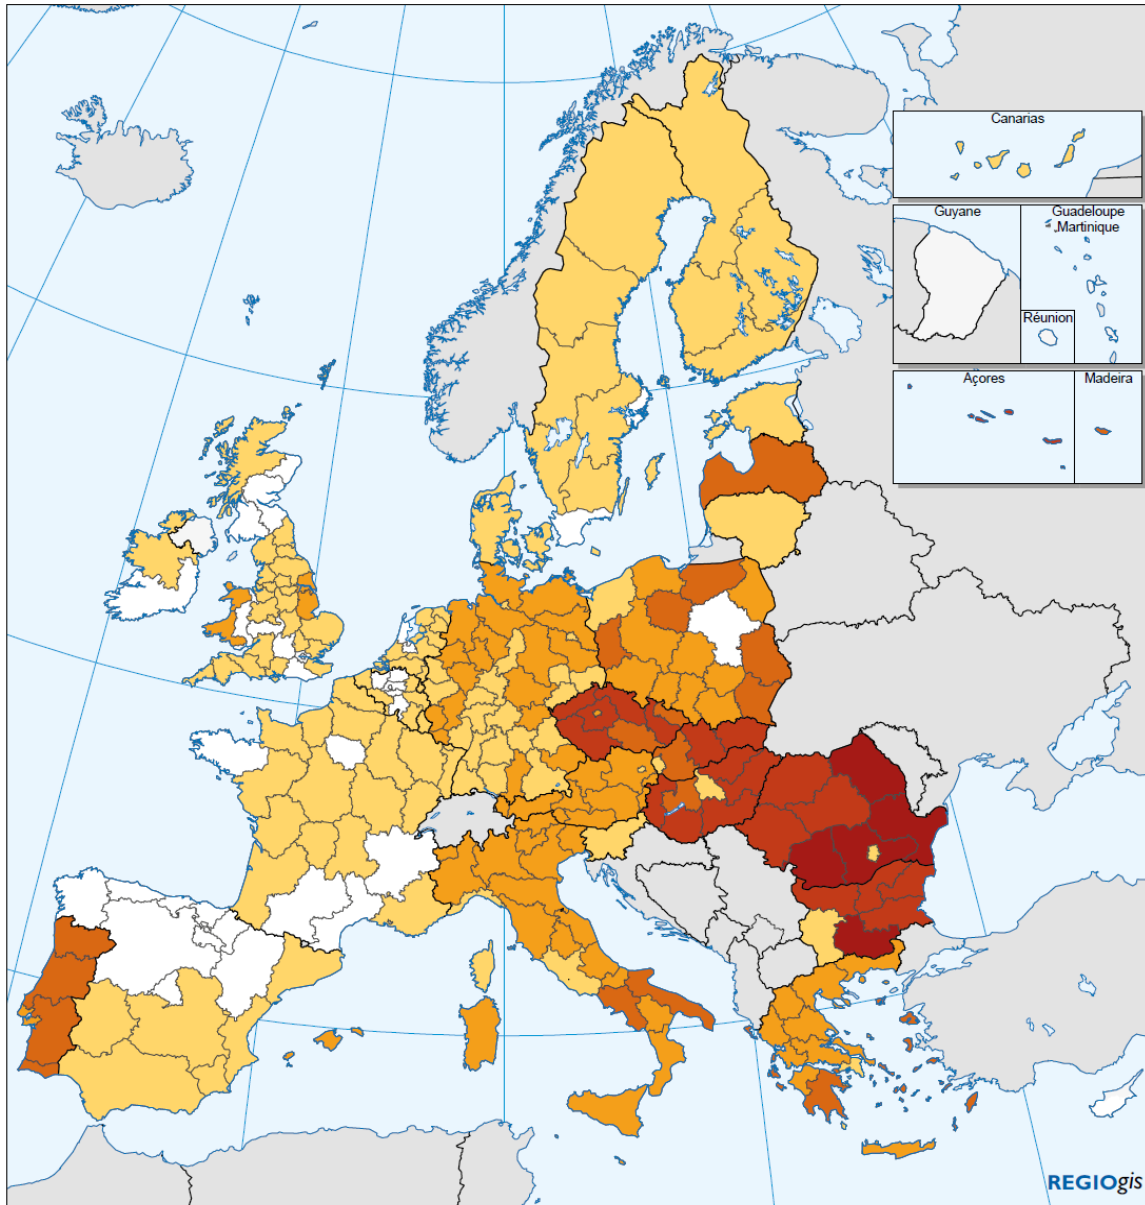 Canarias
Guyane
Guadeloupe
Martinique
Réunion
Açores
Madeira
REGIOgis